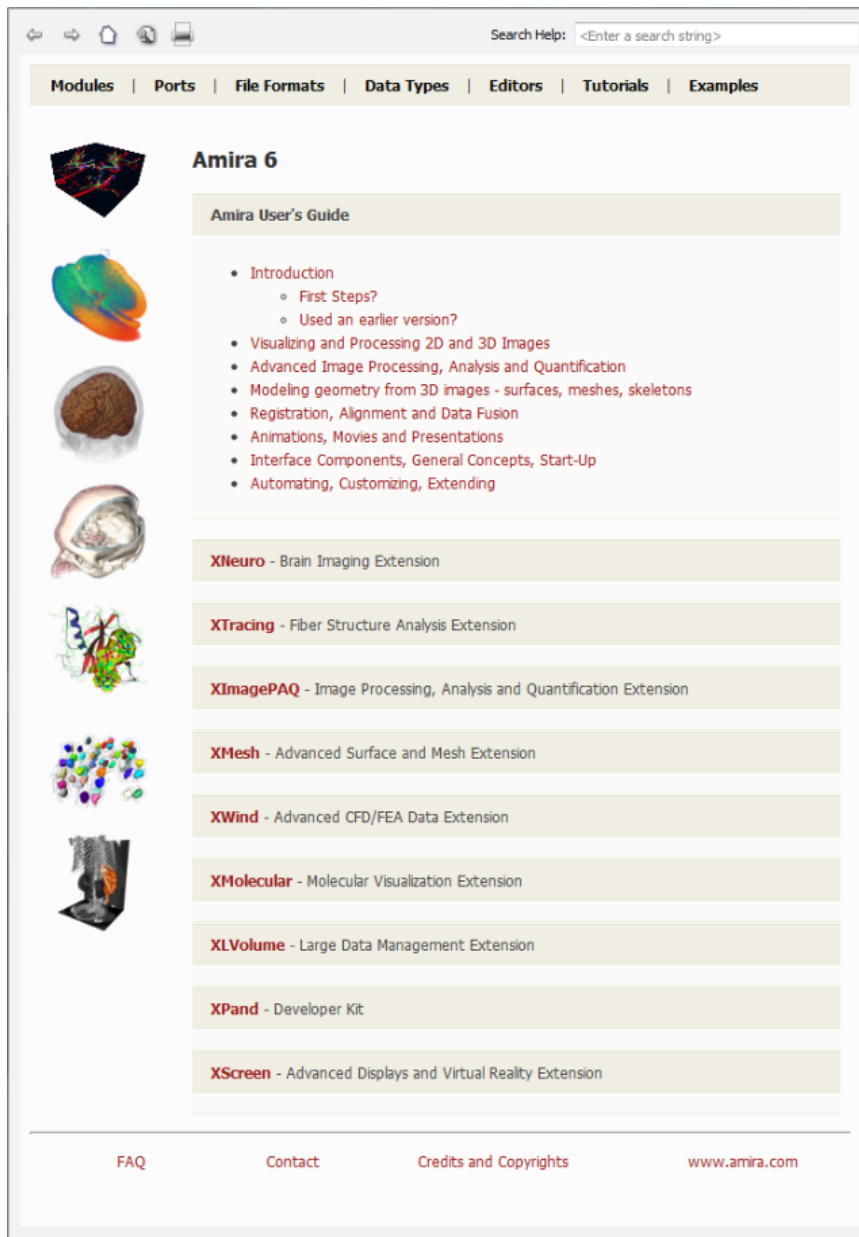 Search Help: <Enter a search string>
Modules | Ports | File Formats | Data Types | Editors | Tutorials | Examples
Amira 6
Amira User's Guide
Introduction
First Steps?
Used an earlier version?
Visualizing and Processing 2D and 3D Images
Advanced Image Processing, Analysis and Quantification
Modeling geometry from 3D images - surfaces, meshes, skeletons
Registration, Alignment and Data Fusion
Animations, Movies and Presentations
Interface Components, General Concepts, Start-Up
Automating, Customizing, Extending
XNeuro - Brain Imaging Extension
XTracing - Fiber Structure Analysis Extension
XImagePAQ - Image Processing, Analysis and Quantification Extension
XMesh - Advanced Surface and Mesh Extension
XWind - Advanced CFD/FEA Data Extension
XMolecular - Molecular Visualization Extension
XLVolume - Large Data Management Extension
XPand - Developer Kit
XScreen - Advanced Displays and Virtual Reality Extension
FAQ Contact Credits and Copyrights www.amira.com